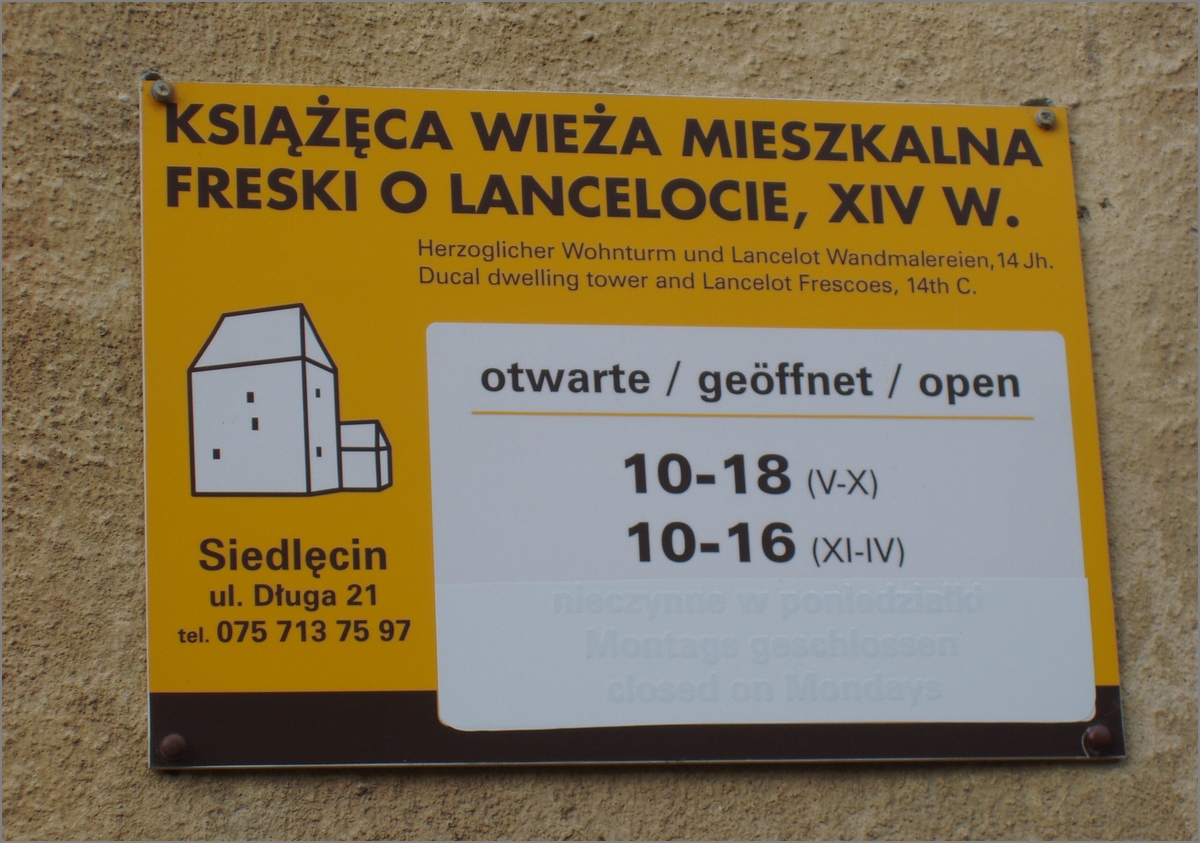 KSIĄŻĘCA WIEŻA MIESZKALNA
FRESKI O LANCELOCIE, XIV W.
Herzoglicher Wohnturm und Lancelot Wandmalereien, 14 Jh.
Ducal dwelling tower and Lancelot Frescoes, 14th C.
otwarte / geöffnet / open
10-18 (V-X)
10-16 (XI-IV)
nieczynne w poniedziałki
Montags geschlossen
closed on Mondays
Siedlęcin
ul. Długa 21
tel. 075 713 75 97